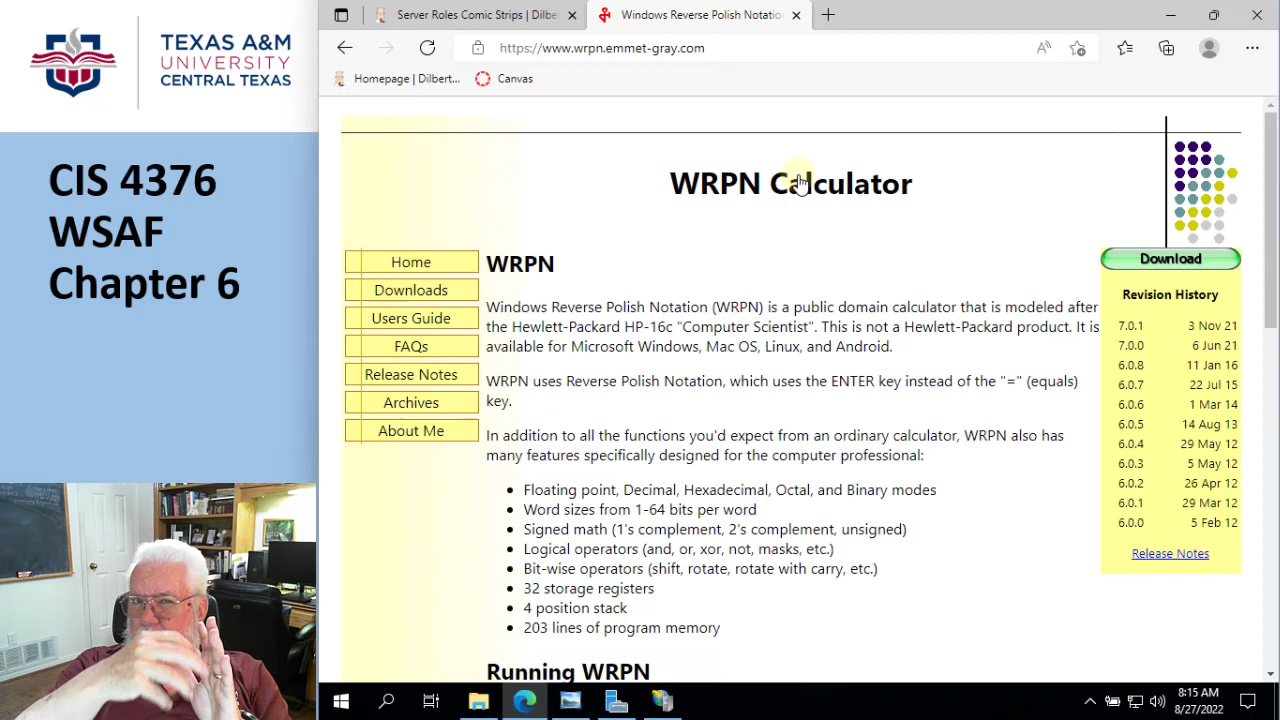 TEXAS A&M
UNIVERSITY
CENTRAL TEXAS
CIS 4376
WSAF
Chapter 6
Server Roles Comic Strips | Dilbe
Windows Reverse Polish Notatio
https://www.wrpn.emmet-gray.com
Homepage | Dilbert...
Canvas
WRPN Calculator
Home
Downloads
Users Guide
FAQs
Release Notes
Archives
About Me
WRPN
Windows Reverse Polish Notation (WRPN) is a public domain calculator that is modeled after
the Hewlett-Packard HP-16c "Computer Scientist". This is not a Hewlett-Packard product. It is
available for Microsoft Windows, Mac OS, Linux, and Android.
WRPN uses Reverse Polish Notation, which uses the ENTER key instead of the "=" (equals)
key.
In addition to all the functions you'd expect from an ordinary calculator, WRPN also has
many features specifically designed for the computer professional:
• Floating point, Decimal, Hexadecimal, Octal, and Binary modes
• Word sizes from 1-64 bits per word
• Signed math (1's complement, 2's complement, unsigned)
• Logical operators (and, or, xor, not, masks, etc.)
• Bit-wise operators (shift, rotate, rotate with carry, etc.)
• 32 storage registers
• 4 position stack
• 203 lines of program memory
Running WRPN
Download
Revision History
7.0.1 3 Nov 21
7.0.0 6 Jun 21
6.0.8 11 Jan 16
6.0.7 22 Jul 15
6.0.6 1 Mar 14
6.0.5 14 Aug 13
6.0.4 29 May 12
6.0.3 5 May 12
6.0.2 26 Apr 12
6.0.1 29 Mar 12
6.0.0 5 Feb 12
Release Notes
8:15 AM
8/27/2022